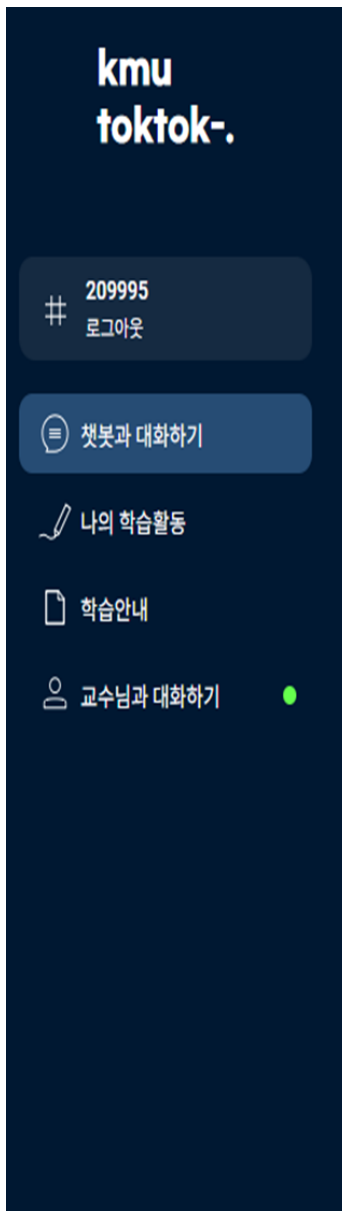 kmu
toktok-.
209995
로그아웃
챗봇과 대화하기
나의 학습활동
학습안내
교수님과 대화하기